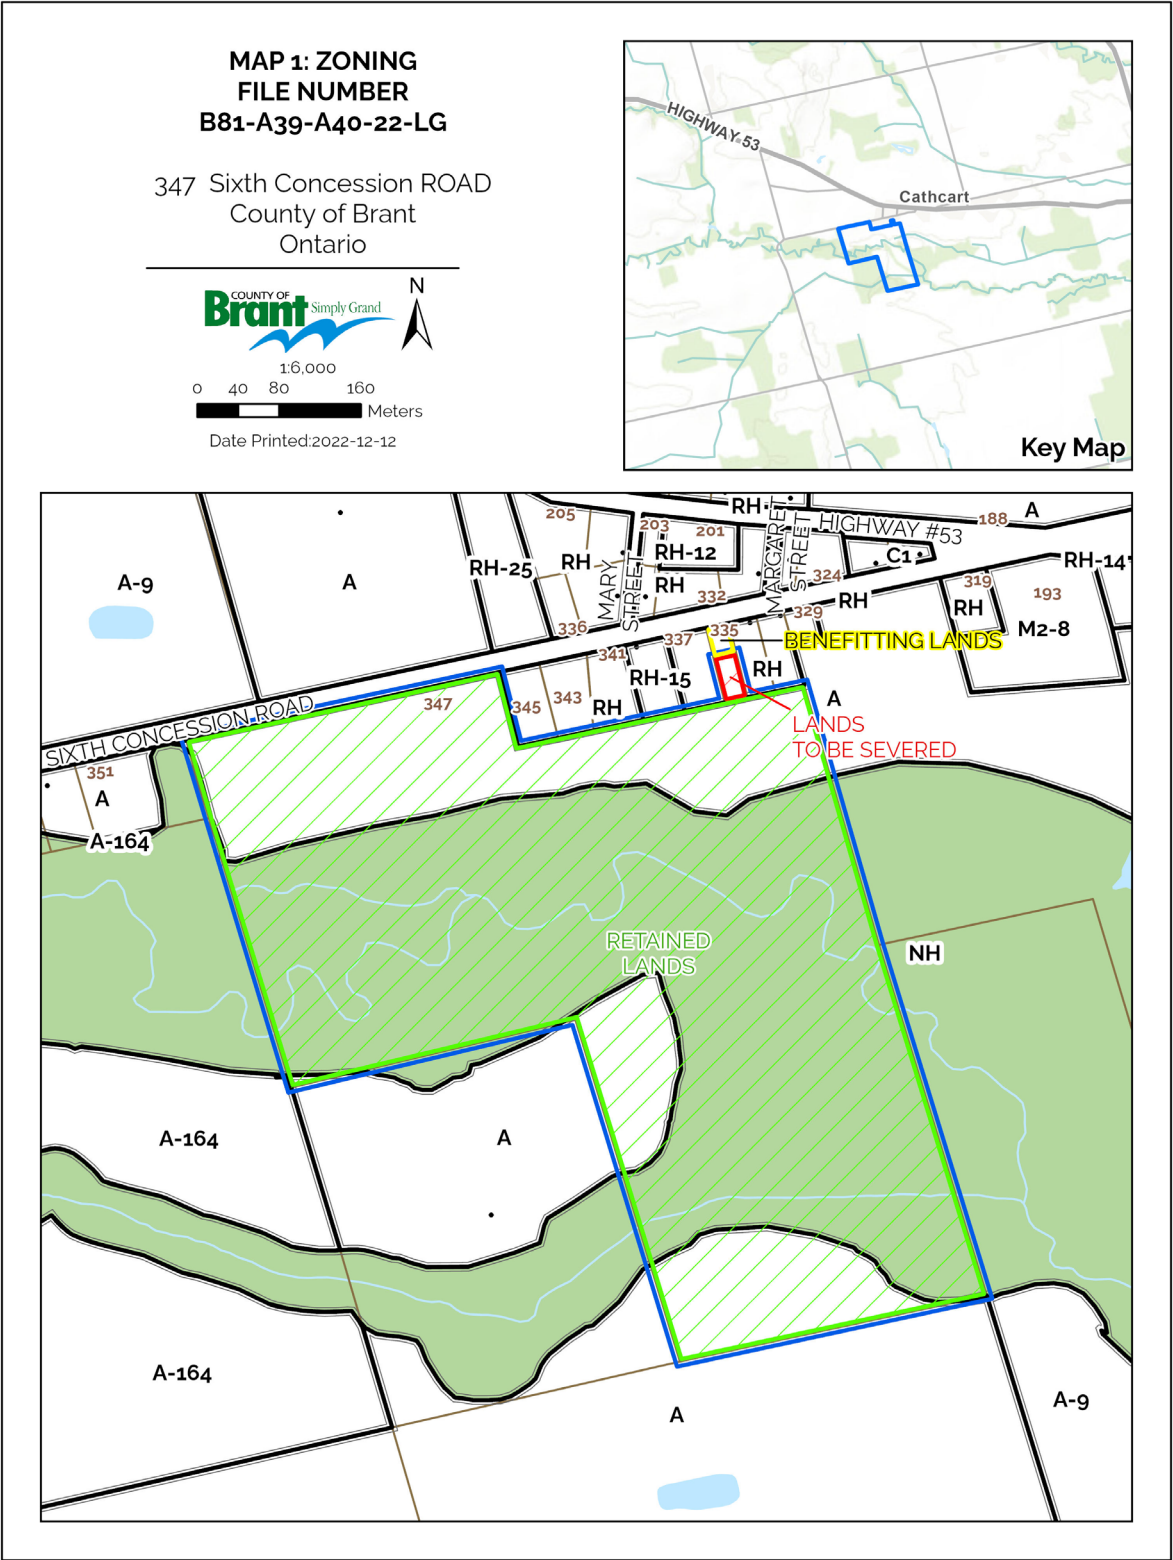 MAP 1: ZONING
FILE NUMBER
B81-A39-A40-22-LG
347 Sixth Concession ROAD
County of Brant
Ontario
COUNTY OF
Brant
Simply Grand
N
1:6,000
0 40 80 160
Meters
Date Printed:2022-12-12
HIGHWAY 53
Cathcart
Key Map
RH
A
188
205
203
201
HIGHWAY #53
MARGARET
STREET
A-9
A
RH-25
RH
RH-12
C1
RH-14
MARY
STREET
RH
332
324
RH
319
RH
193
M2-8
336
329
335
337
341
BENEFITTING LANDS
RH-15
RH
347
345
343
RH
A
LANDS
TO BE SEVERED
SIXTH CONCESSION ROAD
351
A
A-164
RETAINED
LANDS
NH
A-164
A
A-164
A
A-9